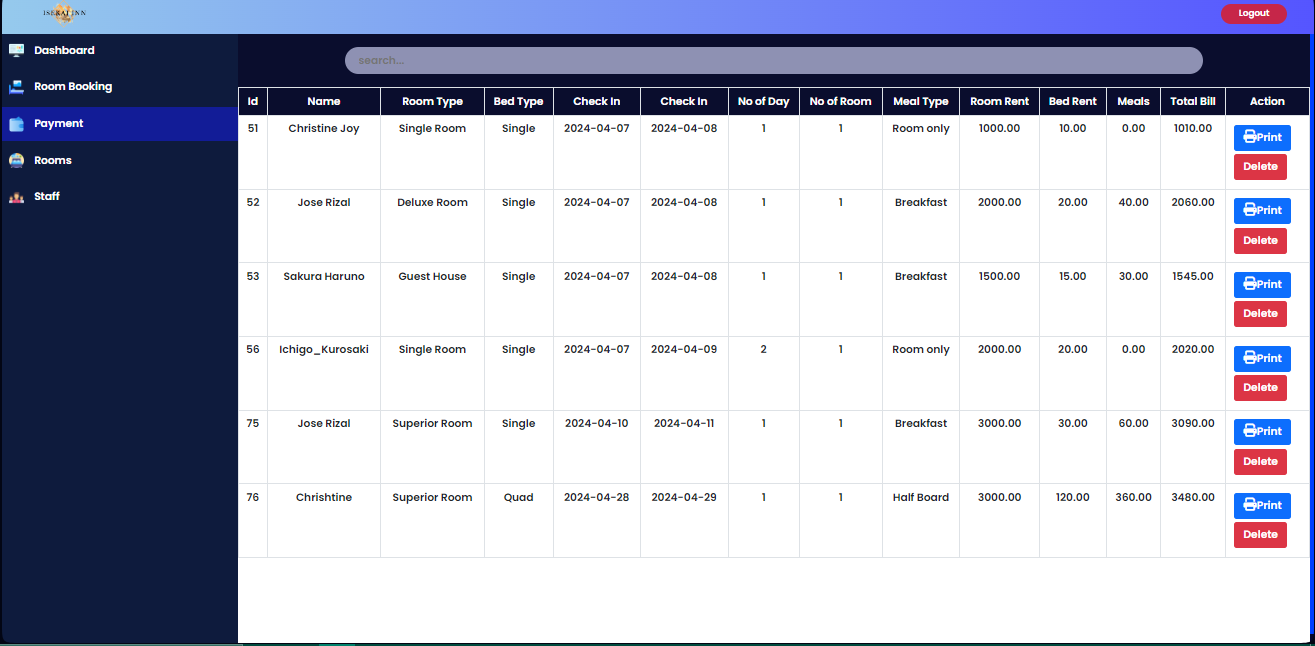 ISERAI INN
Logout
Dashboard
Room Booking
Payment
Rooms
Staff
search...
Id Name Room Type Bed Type Check In Check In No of Day No of Room Meal Type Room Rent Bed Rent Meals Total Bill Action
51 Christine Joy Single Room Single 2024-04-07 2024-04-08 1 1 Room only 1000.00 10.00 0.00 1010.00 Print
Delete
52 Jose Rizal Deluxe Room Single 2024-04-07 2024-04-08 1 1 Breakfast 2000.00 20.00 40.00 2060.00 Print
Delete
53 Sakura Haruno Guest House Single 2024-04-07 2024-04-08 1 1 Breakfast 1500.00 15.00 30.00 1545.00 Print
Delete
56 Ichigo_Kurosaki Single Room Single 2024-04-07 2024-04-09 2 1 Room only 2000.00 20.00 0.00 2020.00 Print
Delete
75 Jose Rizal Superior Room Single 2024-04-10 2024-04-11 1 1 Breakfast 3000.00 30.00 60.00 3090.00 Print
Delete
76 Chrishtine Superior Room Quad 2024-04-28 2024-04-29 1 1 Half Board 3000.00 120.00 360.00 3480.00 Print
Delete